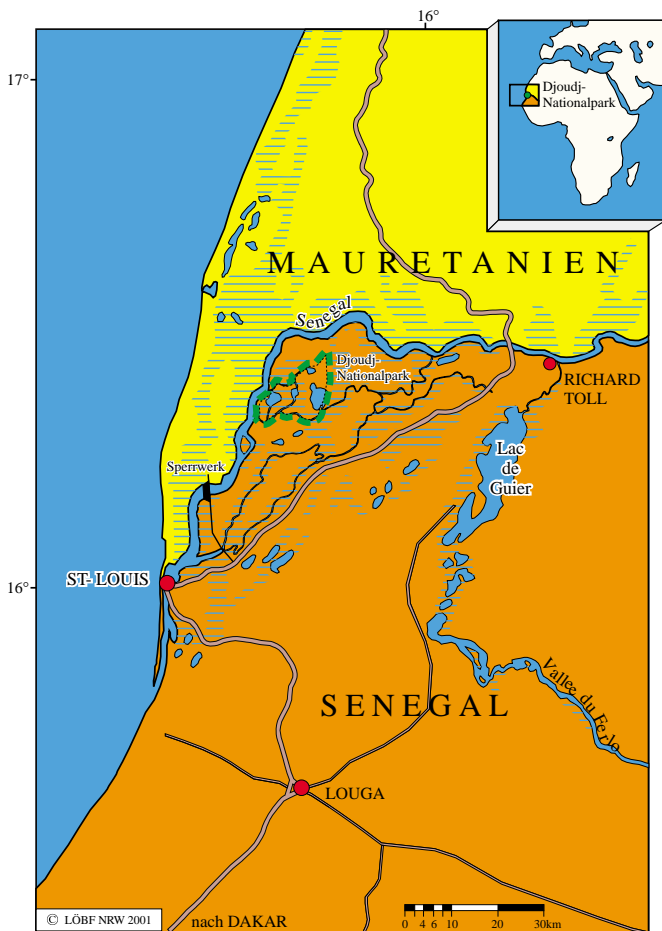 16°
17°
Djoudj-
Nationalpark
MAURETANIEN
Senegal
Djoudj-
Nationalpark
RICHARD
TOLL
Lac
de
Guier
Sperrwerk
16°
ST-LOUIS
SENEGAL
Vallee du Ferlo
LOUGA
nach DAKAR
© LÖBF NRW 2001
0 2 4 6 10 20 30km